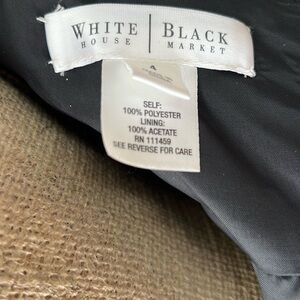 WHITE | BLACK
HOUSE | MARKET
4
SELF:
100% POLYESTER
LINING:
100% ACETATE
RN 111459
SEE REVERSE FOR CARE